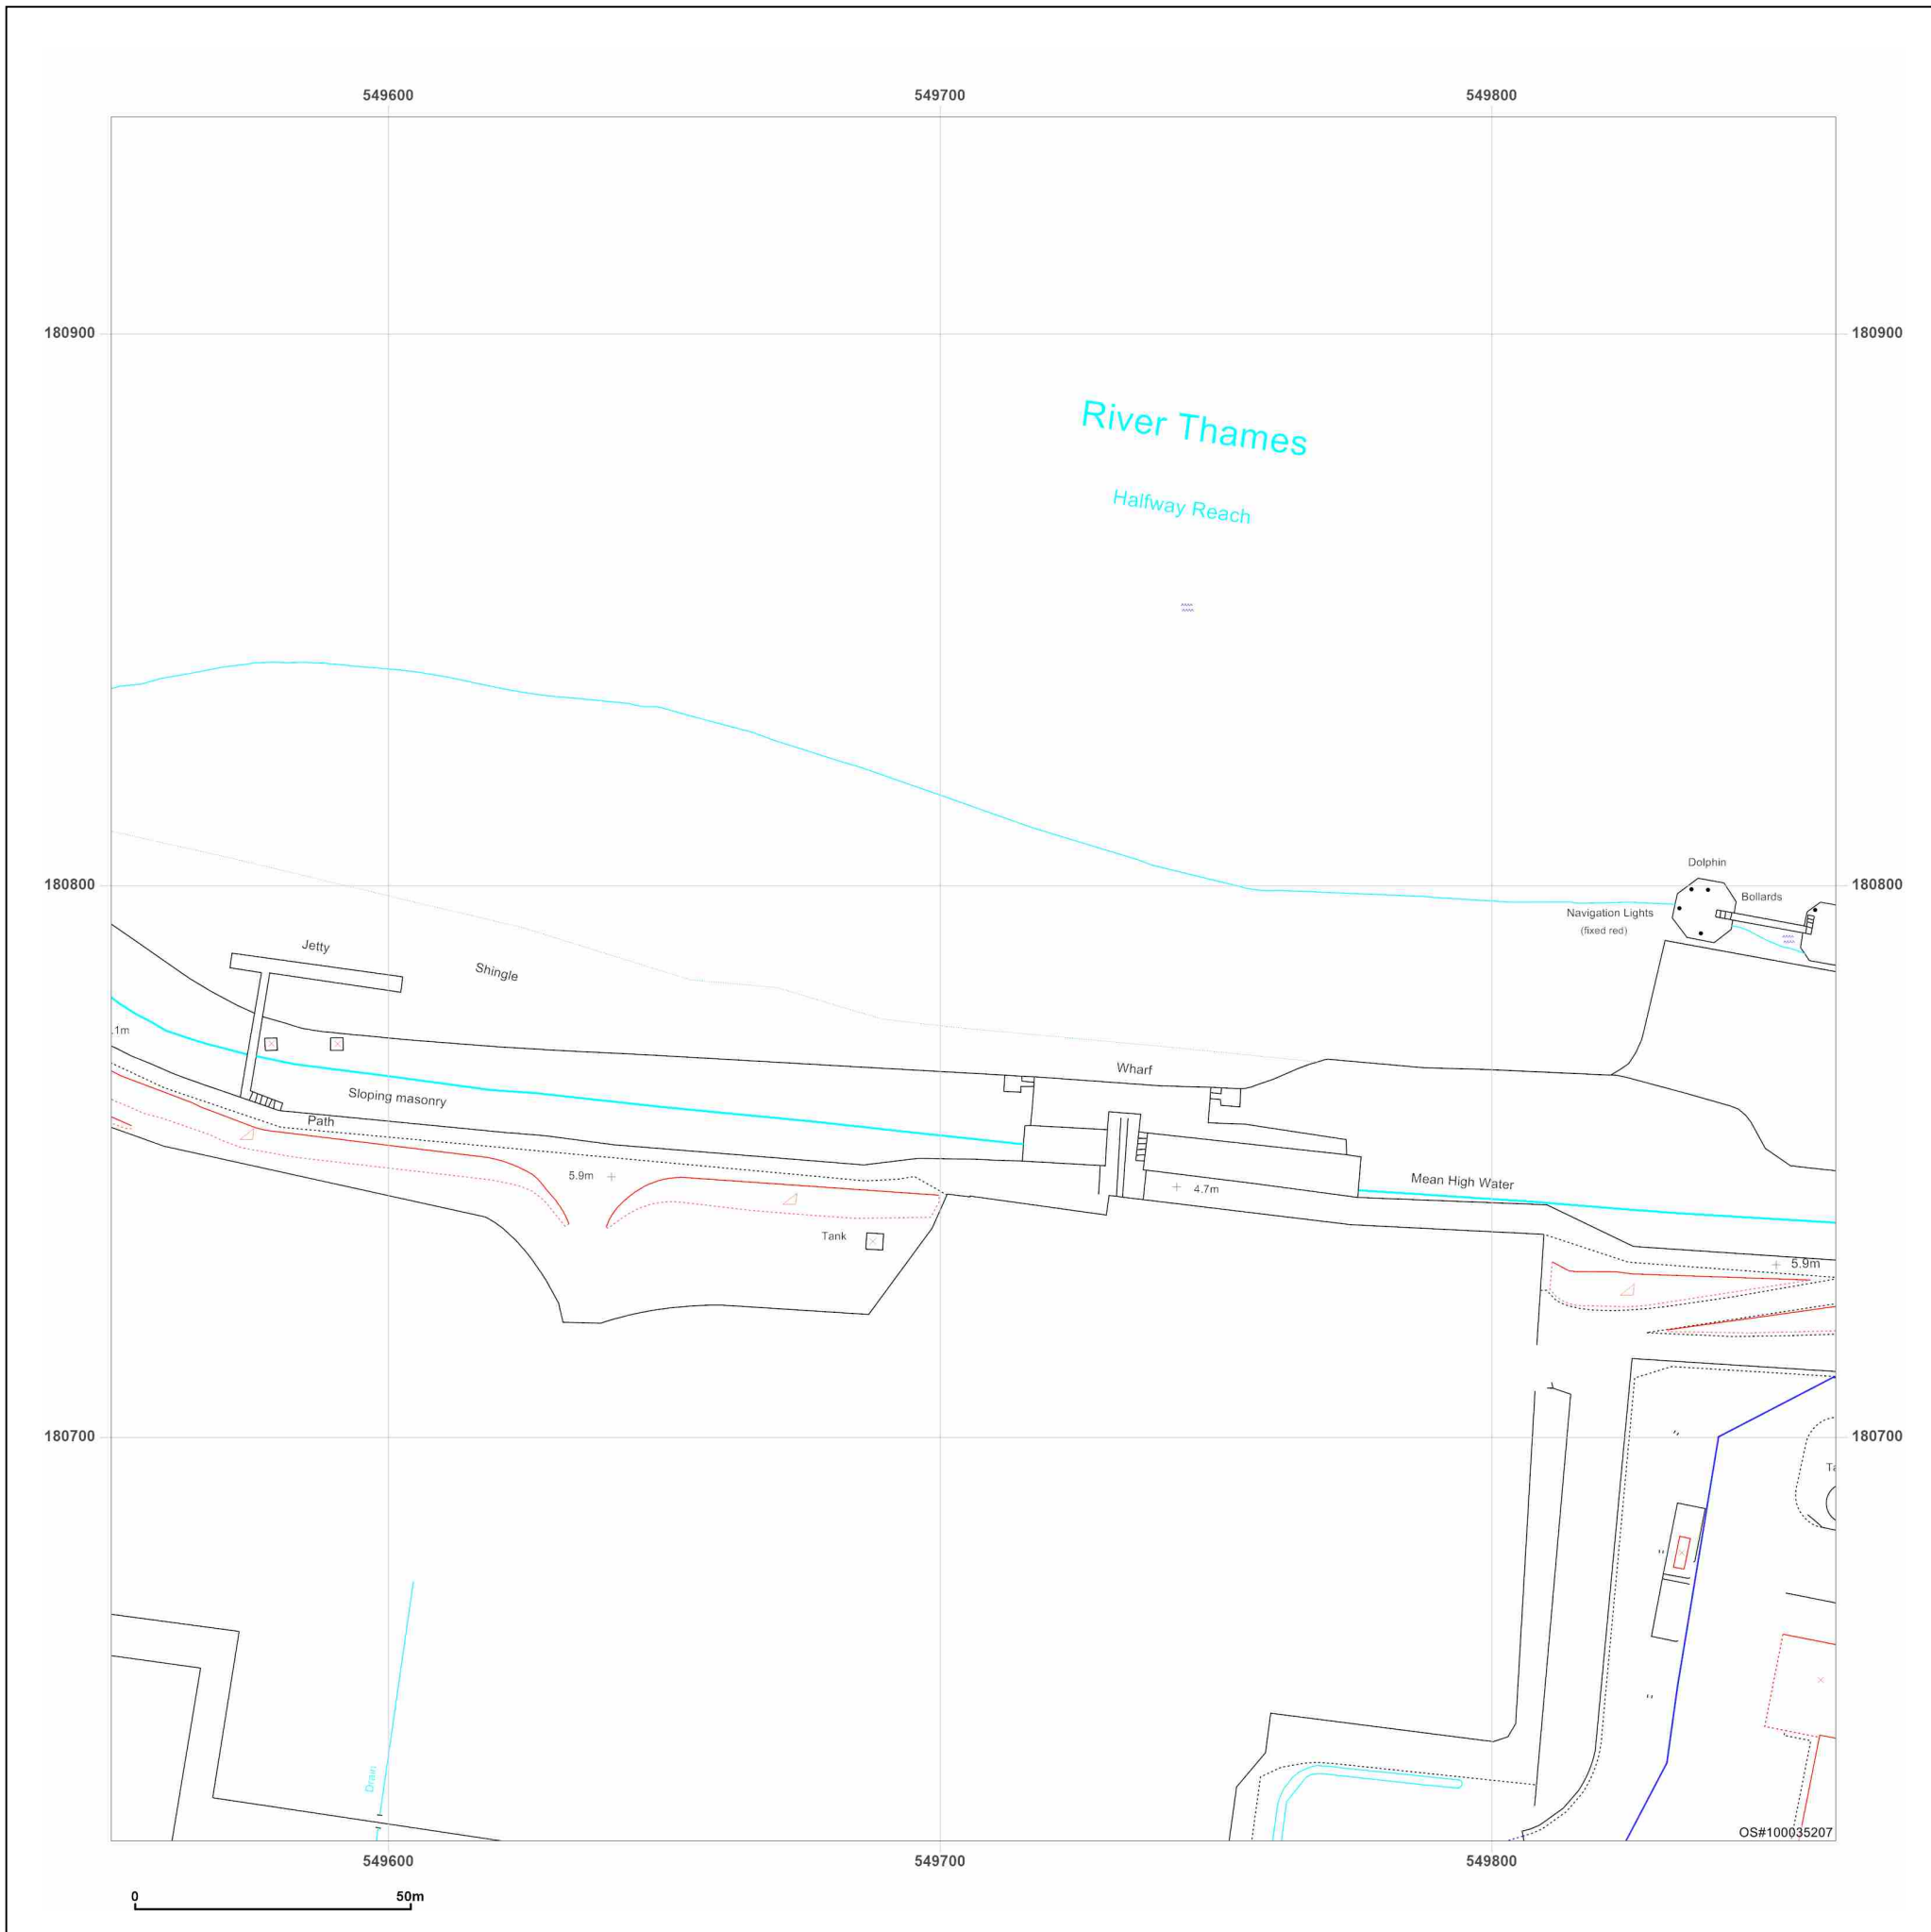 549600
549700
549800
180900
180900
River Thames
Halfway Reach
180800
180800
Dolphin
Bollards
Navigation Lights
(fixed red)
Jetty
Shingle
.1m
Wharf
Sloping masonry
Path
5.9m
4.7m
Mean High Water
Tank
5.9m
180700
180700
Ta
Drain
OS#100035207
549600
549700
549800
0
50m